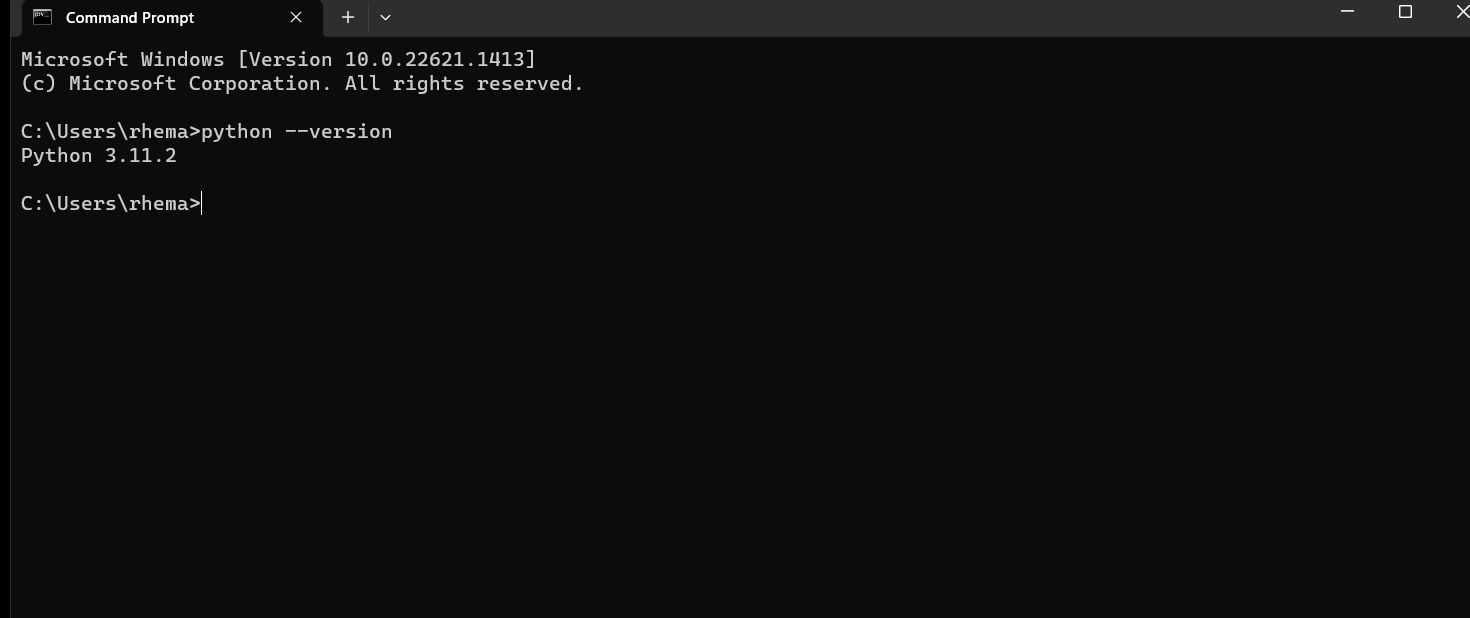 Command Prompt
Microsoft Windows [Version 10.0.22621.1413]
(c) Microsoft Corporation. All rights reserved.
C:\Users\rhema>python --version
Python 3.11.2
C:\Users\rhema>